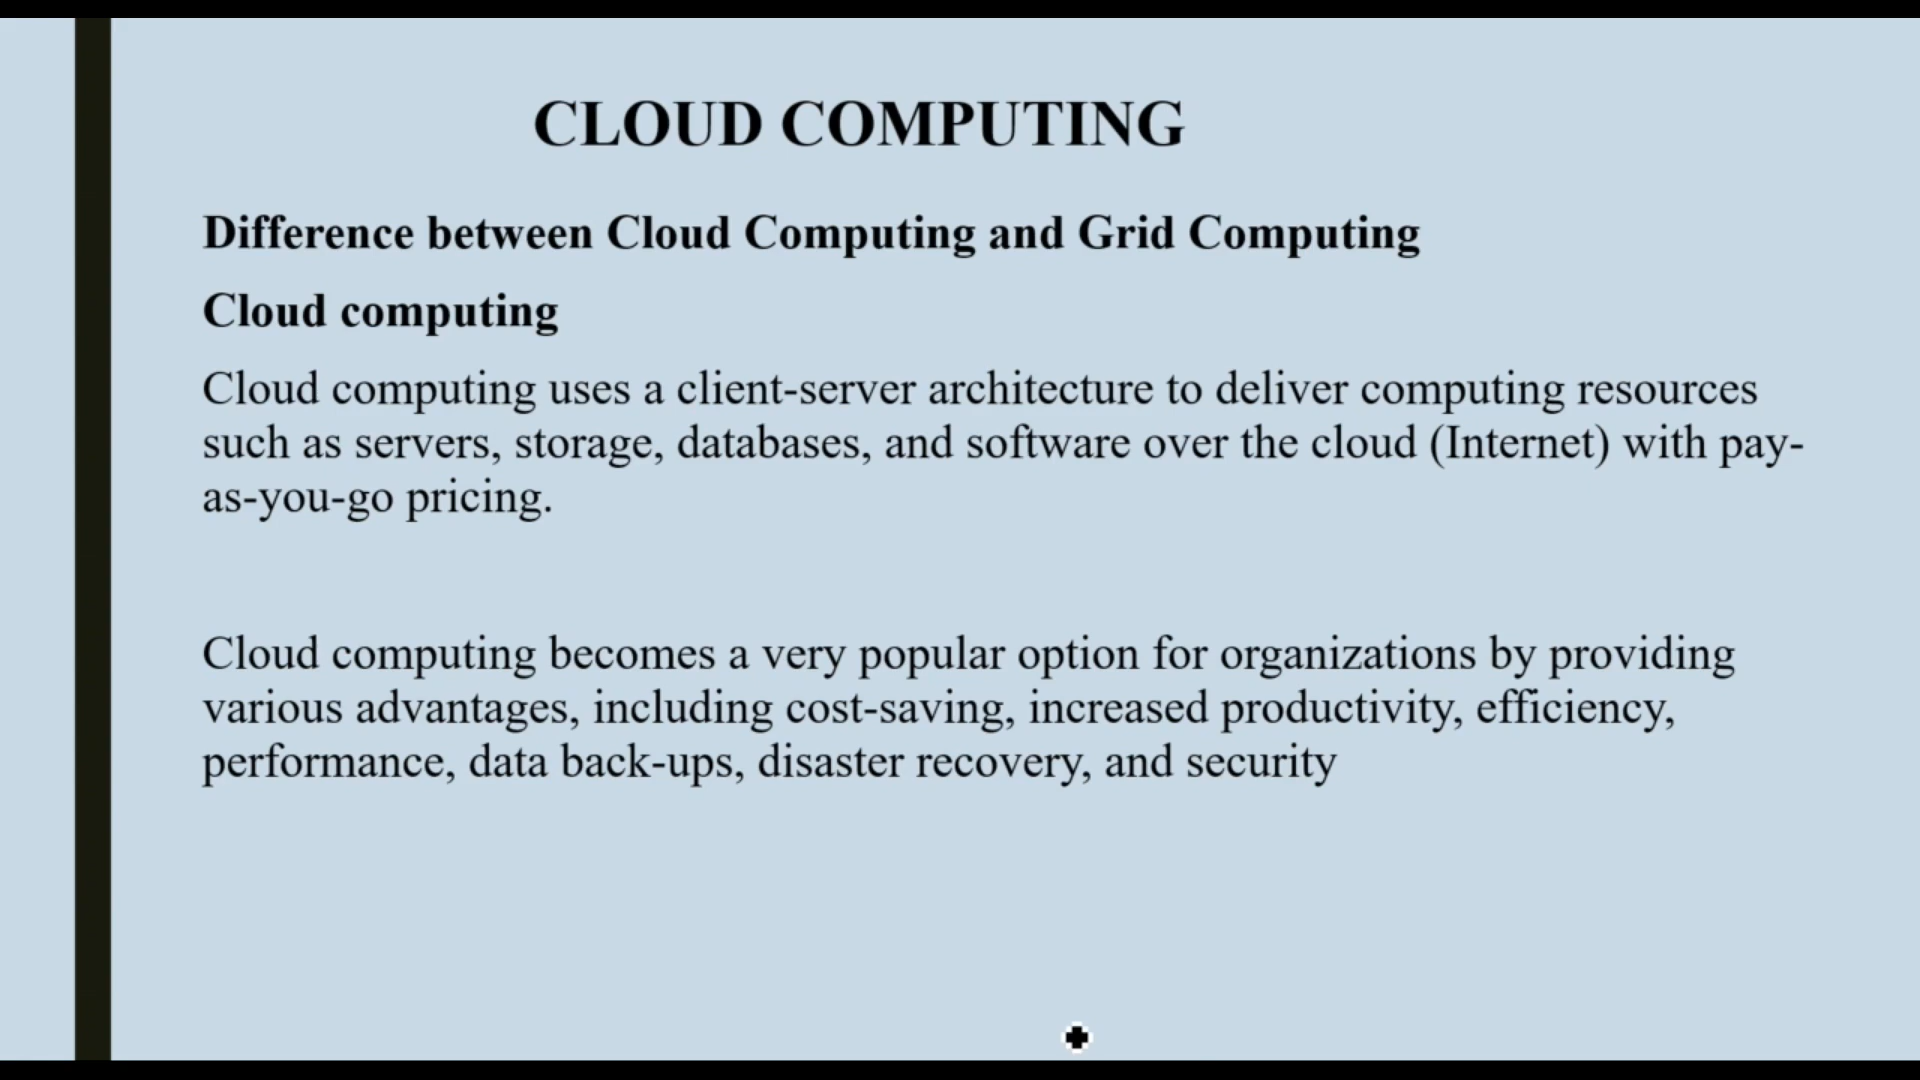 CLOUD COMPUTING
Difference between Cloud Computing and Grid Computing
Cloud computing
Cloud computing uses a client-server architecture to deliver computing resources
such as servers, storage, databases, and software over the cloud (Internet) with pay-
as-you-go pricing.
Cloud computing becomes a very popular option for organizations by providing
various advantages, including cost-saving, increased productivity, efficiency,
performance, data back-ups, disaster recovery, and security